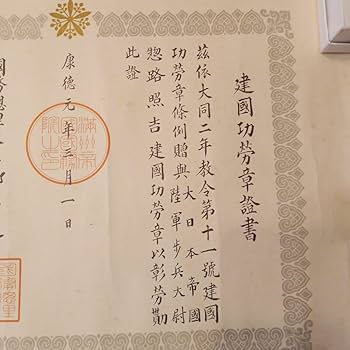 建國功勞章證書
茲依大同二年教令第十一號建國
功勞章條例贈與大日本帝國陸軍步兵大尉
惣路照吉建國功勞章以彰勞勩
此證
康德元年三月一日